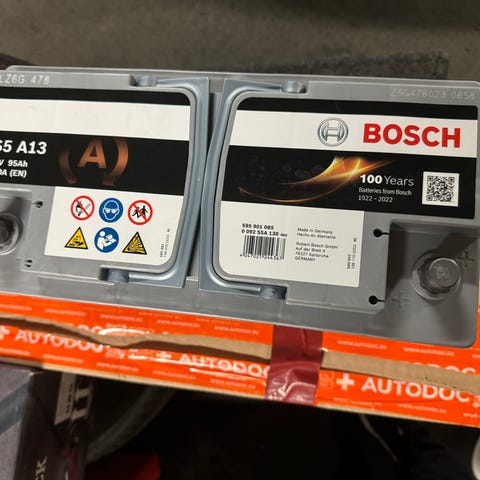 LZ6G 478
Z6G478023 0658
S5 A13
V 95Ah
0A (EN)
A
BOSCH
100 Years
Batteries from Bosch
1922 - 2022
595 901 085
0 092 S5A 130
Made in Germany
Hecho en Alemania
Robert Bosch GmbH
Auf der Breit 4
76227 Karlsruhe
GERMANY
+
+
AUTODOC
+ AUTODOC